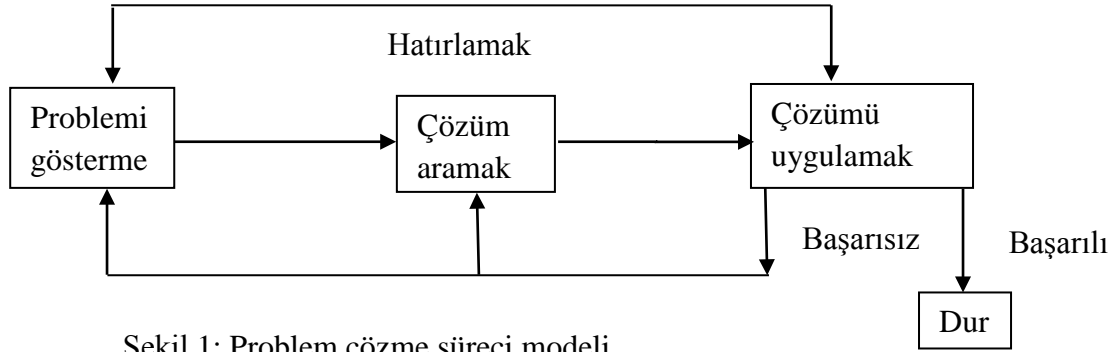 Hatırlamak
Problemi
gösterme
Çözüm
aramak
Çözümü
uygulamak
Başarısız
Başarılı
Dur
Şekil 1: Problem çözme süreci modeli